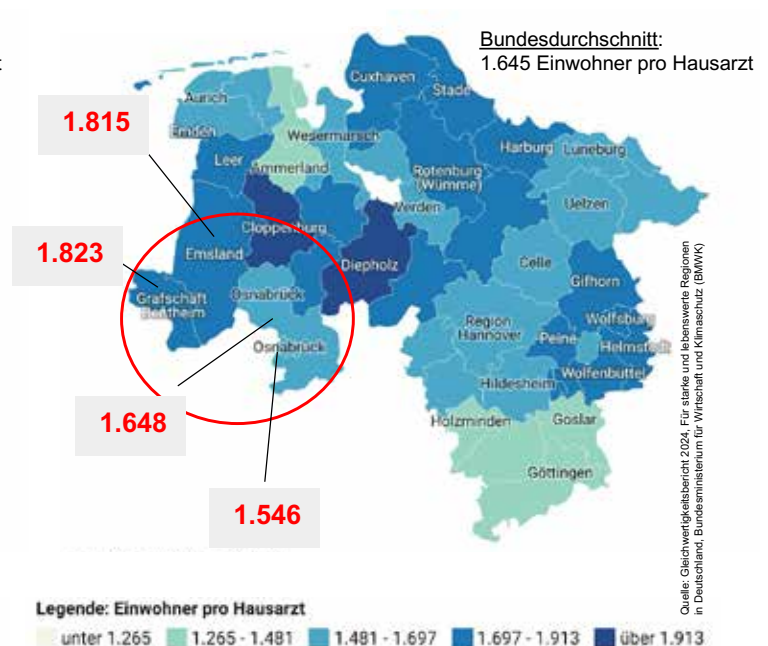 Bundesdurchschnitt:
1.645 Einwohner pro Hausarzt
t
Cuxhaven
Stade
Aurich
1.815
Emden
Wesermarsch
Harburg
Lüneburg
Leer
Ammerland
Rotenburg
(Wümme)
Verden
Uelzen
Cloppenburg
1.823
Emsland
Diepholz
Celle
Gifhorn
Grafschaft
Bentheim
Osnabrück
Region
Hannover
Peine
Wolfsburg
Helmstedt
Osnabrück
Wolfenbüttel
Hildesheim
1.648
Holzminden
Goslar
Göttingen
1.546
Quelle: Gleichwertigkeitsbericht 2024, Für starke und lebenswerte Regionen
in Deutschland, Bundesministerium für Wirtschaft und Klimaschutz (BMWK)
Legende: Einwohner pro Hausarzt
unter 1.265 1.265 - 1.481 1.481 - 1.697 1.697 - 1.913 über 1.913